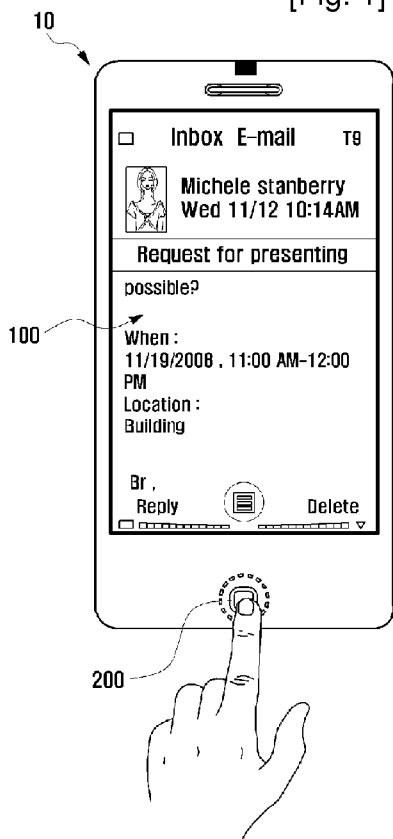 [Fig. 1]
10
Inbox E-mail T9
Michele stanberry
Wed 11/12 10:14AM
Request for presenting
possible?
100
When :
11/19/2008 , 11:00 AM-12:00
PM
Location :
Building
Br ,
Reply Delete
200